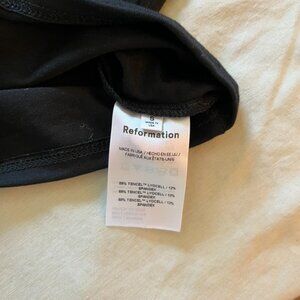 S
Reformation
MADE IN USA / HECHO EN EE.UU./
FABRIQUÉ AUX ÉTATS-UNIS
88% TENCEL™ LYOCELL / 12%
SPANDEX
88% TENCEL™ LYOCELL / 12%
SPANDEX
88% TENCEL™ LYOCELL / 12%
SPANDEX